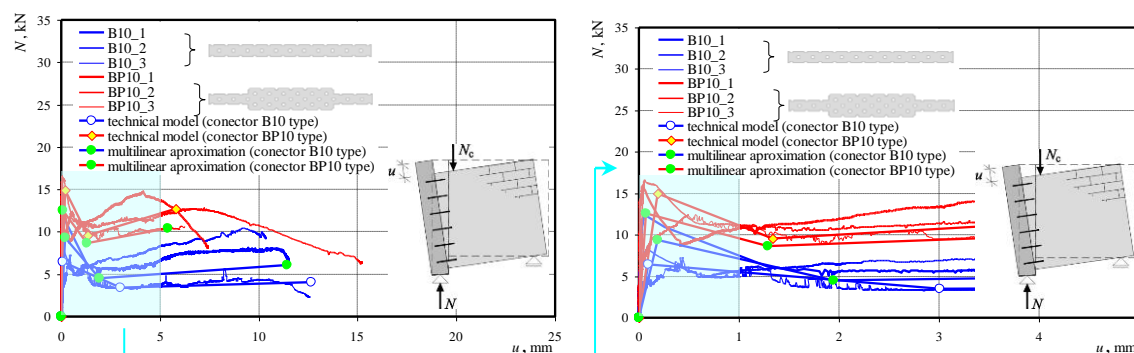 N, kN
35
30
25
20
15
10
5
0
B10_1
B10_2
B10_3
BP10_1
BP10_2
BP10_3
technical model (conector B10 type)
technical model (conector BP10 type)
multilinear aproximation (conector B10 type)
multilinear aproximation (conector BP10 type)
u
Nc
N
0 5 10 15 20 25
u, mm
N, kN
35
30
25
20
15
10
5
0
B10_1
B10_2
B10_3
BP10_1
BP10_2
BP10_3
technical model (conector B10 type)
technical model (conector BP10 type)
multilinear aproximation (conector B10 type)
multilinear aproximation (conector BP10 type)
u
Nc
N
0 1 2 3 4 5
u, mm